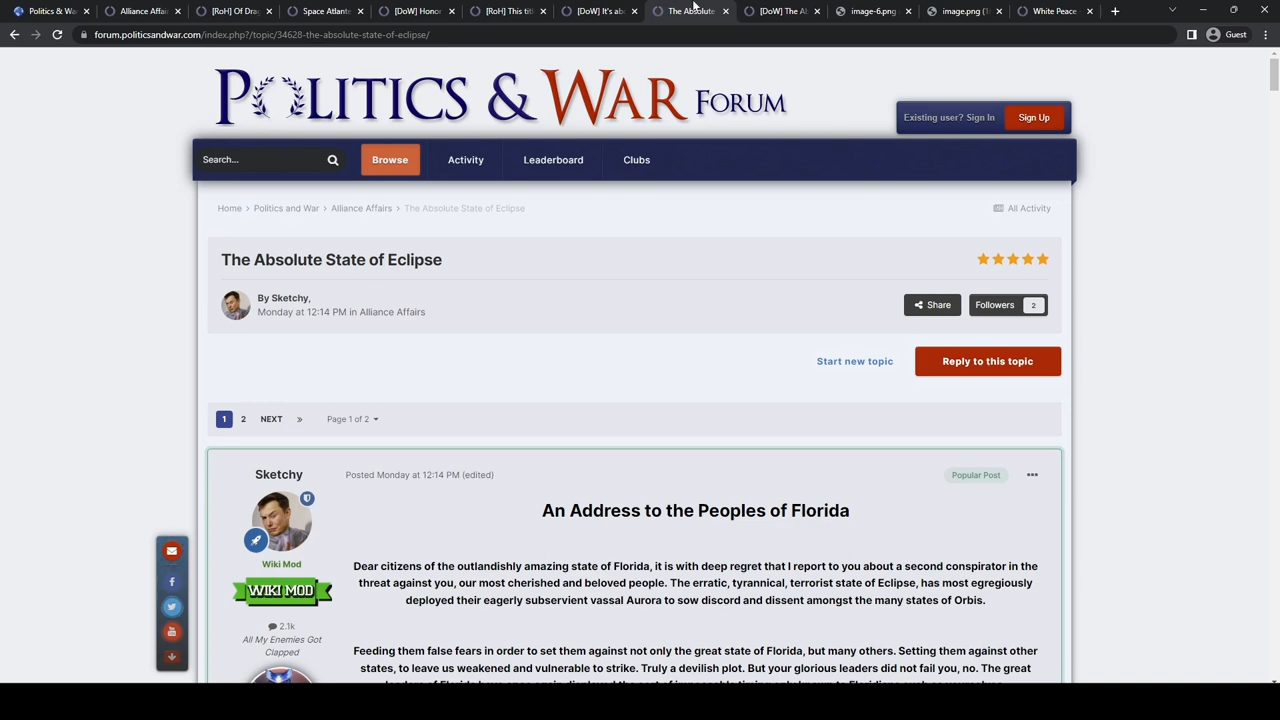 Politics & Wa
Alliance Affai
[RoH] Of Drag
Space Atlante
[DoW] Honor
[RoH] This titl
[DoW] It's ab
The Absolute
[DoW] The Ab
image-6.png
image.png (1
White Peace
forum.politicsandwar.com/index.php?/topic/34628-the-absolute-state-of-eclipse/
Guest
POLITICS & WAR FORUM
Existing user? Sign In
Sign Up
Search...
Browse
Activity
Leaderboard
Clubs
Home > Politics and War > Alliance Affairs > The Absolute State of Eclipse
All Activity
The Absolute State of Eclipse
By Sketchy,
Monday at 12:14 PM in Alliance Affairs
Share
Followers 2
Start new topic
Reply to this topic
1 2 NEXT » Page 1 of 2
Sketchy
Posted Monday at 12:14 PM (edited)
Popular Post
An Address to the Peoples of Florida
Wiki Mod
WIKI MOD
2.1k
All My Enemies Got
Clapped
Dear citizens of the outlandishly amazing state of Florida, it is with deep regret that I report to you about a second conspirator in the
threat against you, our most cherished and beloved people. The erratic, tyrannical, terrorist state of Eclipse, has most egregiously
deployed their eagerly subservient vassal Aurora to sow discord and dissent amongst the many states of Orbis.
Feeding them false fears in order to set them against not only the great state of Florida, but many others. Setting them against other
states, to leave us weakened and vulnerable to strike. Truly a devilish plot. But your glorious leaders did not fail you, no. The great